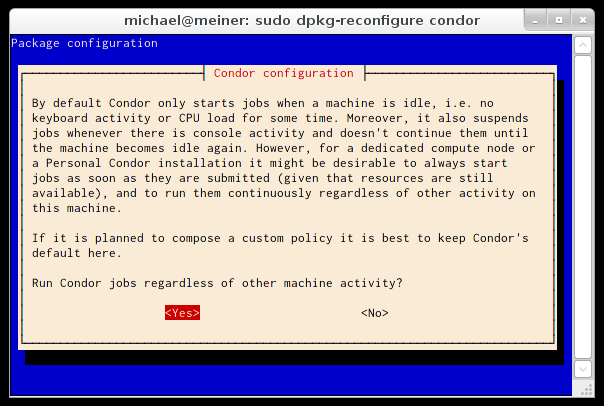 michael@meiner: sudo dpkg-reconfigure condor
Package configuration
Condor configuration
By default Condor only starts jobs when a machine is idle, i.e. no
keyboard activity or CPU load for some time. Moreover, it also suspends
jobs whenever there is console activity and doesn't continue them until
the machine becomes idle again. However, for a dedicated compute node or
a Personal Condor installation it might be desirable to always start
jobs as soon as they are submitted (given that resources are still
available), and to run them continuously regardless of other activity on
this machine.
If it is planned to compose a custom policy it is best to keep Condor's
default here.
Run Condor jobs regardless of other machine activity?
<Yes> <No>